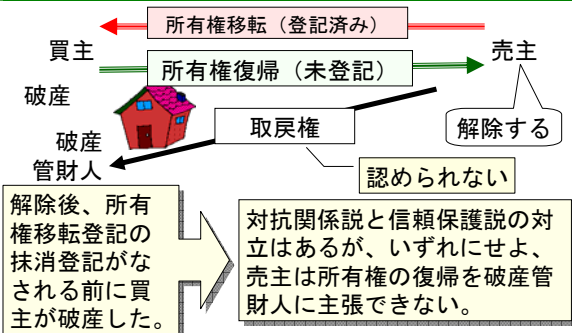 所有権移転（登記済み）
買主
売主
所有権復帰（未登記）
破産
取戻権
解除する
破産
管財人
認められない
解除後、所有
権移転登記の
抹消登記がな
される前に買
主が破産した。
対抗関係説と信頼保護説の対
立はあるが、いずれにせよ、
売主は所有権の復帰を破産管
財人に主張できない。